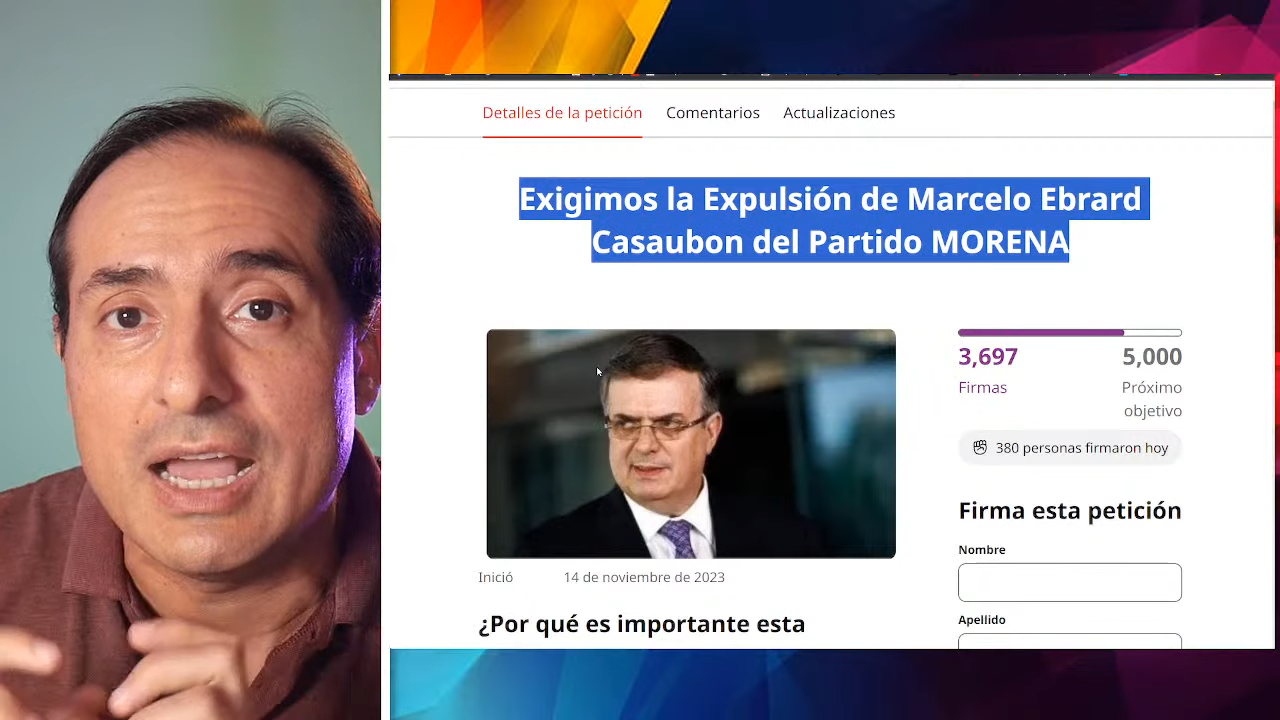 Detalles de la petición
Comentarios
Actualizaciones
Exigimos la Expulsión de Marcelo Ebrard
Casaubon del Partido MORENA
3,697
5,000
Firmas
Próximo
objetivo
380 personas firmaron hoy
Firma esta petición
Nombre
Apellido
Inició
14 de noviembre de 2023
¿Por qué es importante esta